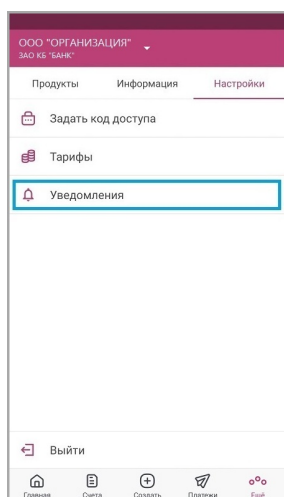 ООО "ОРГАНИЗАЦИЯ"
ЗАО КБ "БАНК"
Продукты Информация Настройки
Задать код доступа
Тарифы
Уведомления
Выйти
Главная Счета Создать Платежи Ещё